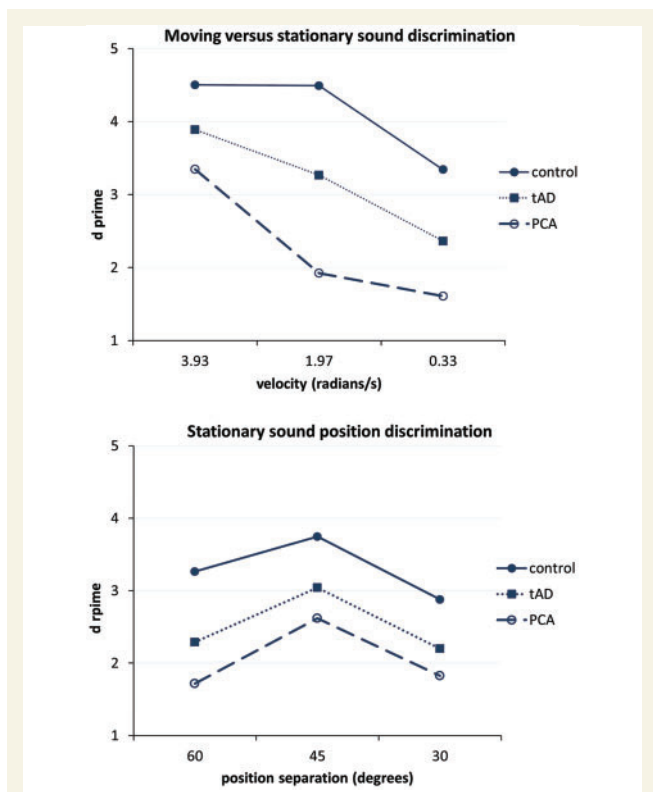 Moving versus stationary sound discrimination
5
4
3
2
1
d prime
3.93 1.97 0.33
velocity (radians/s)
control
tAD
PCA
Stationary sound position discrimination
5
4
3
2
1
d rpime
60 45 30
position separation (degrees)
control
tAD
PCA